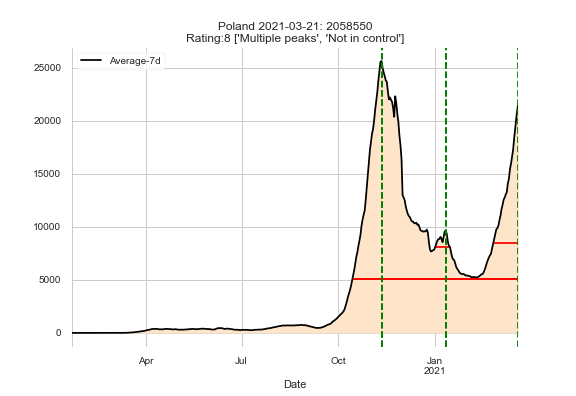 Poland 2021-03-21: 2058550
Rating:8 ['Multiple peaks', 'Not in control']
Average-7d
25000
20000
15000
10000
5000
0
Apr
Jul
Oct
Jan
2021
Date